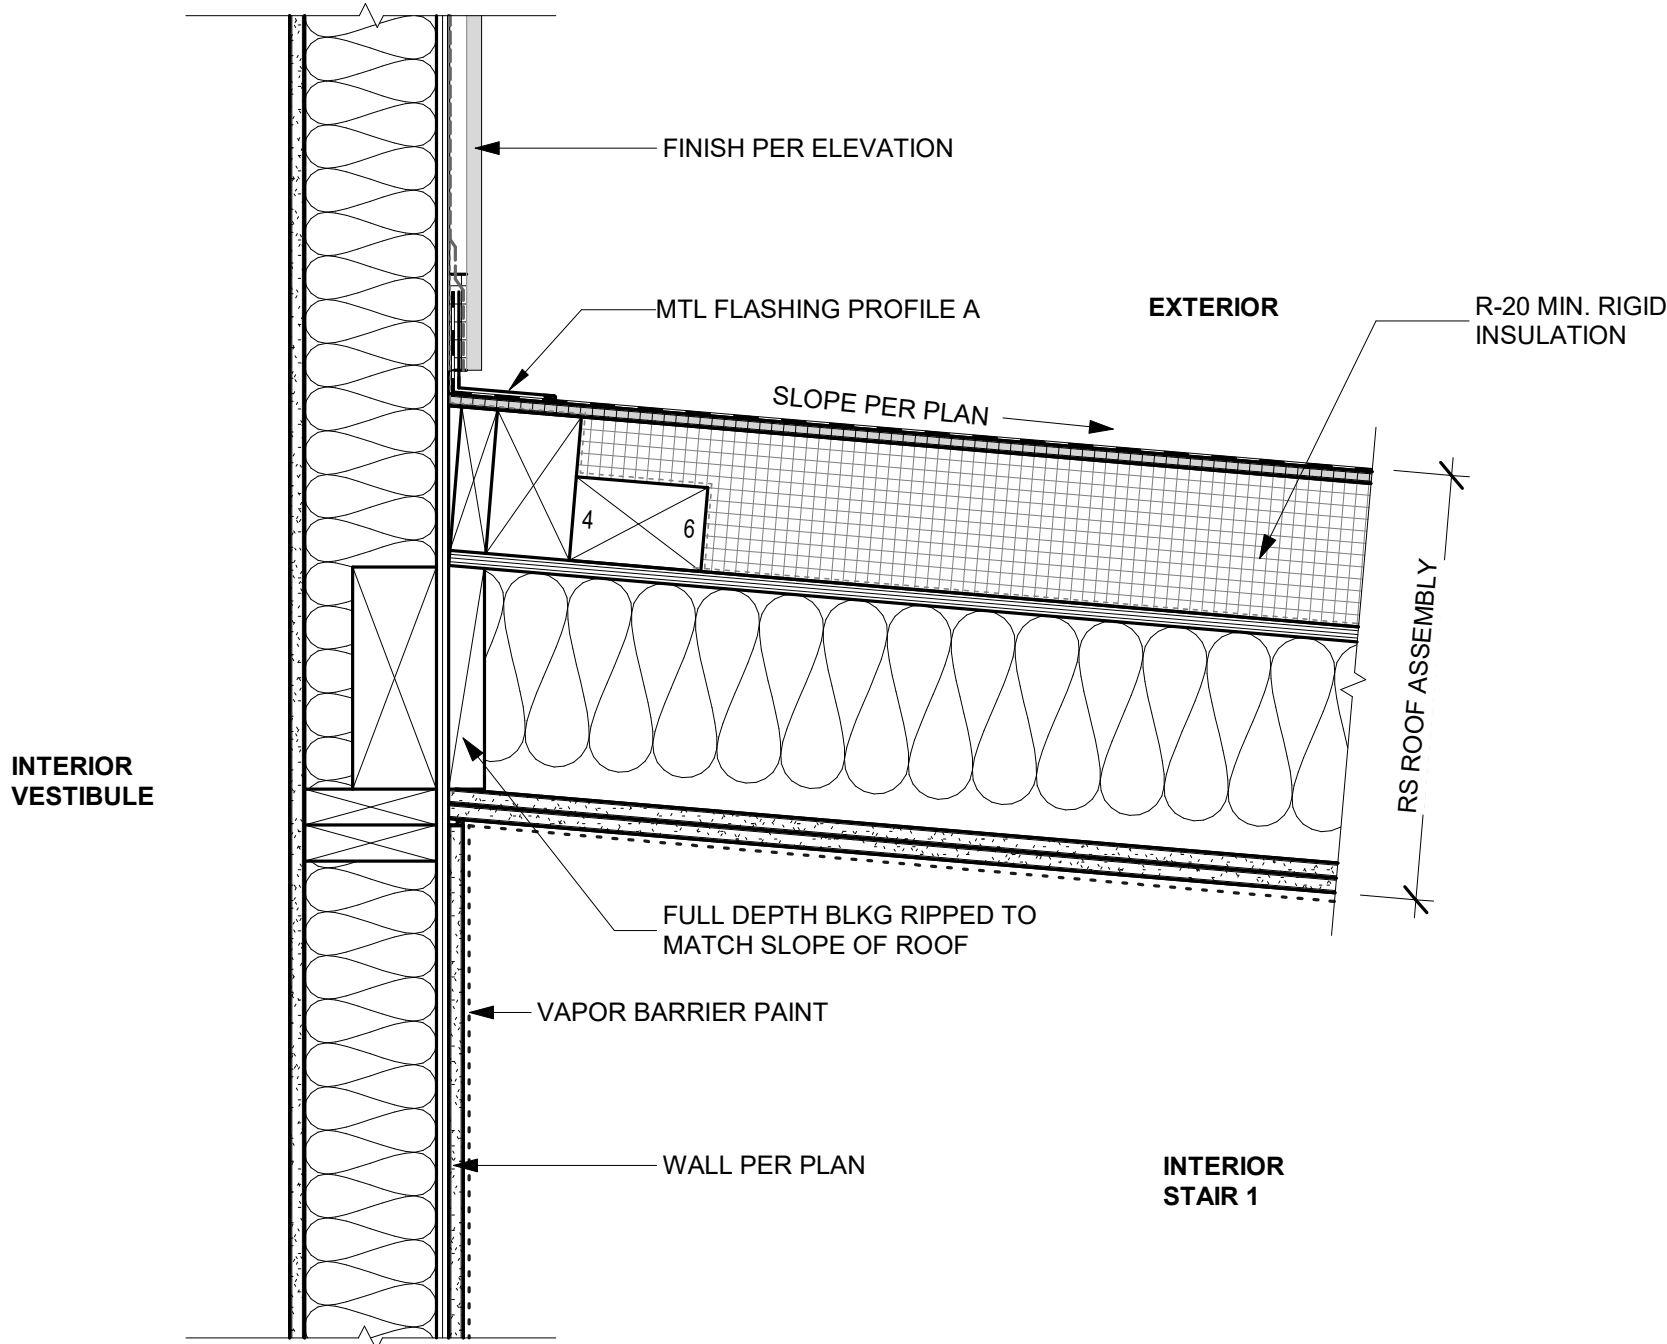 FINISH PER ELEVATION
MTL FLASHING PROFILE A
EXTERIOR
R-20 MIN. RIGID
INSULATION
SLOPE PER PLAN
4
6
RS ROOF ASSEMBLY
INTERIOR
VESTIBULE
FULL DEPTH BLKG RIPPED TO
MATCH SLOPE OF ROOF
VAPOR BARRIER PAINT
WALL PER PLAN
INTERIOR
STAIR 1